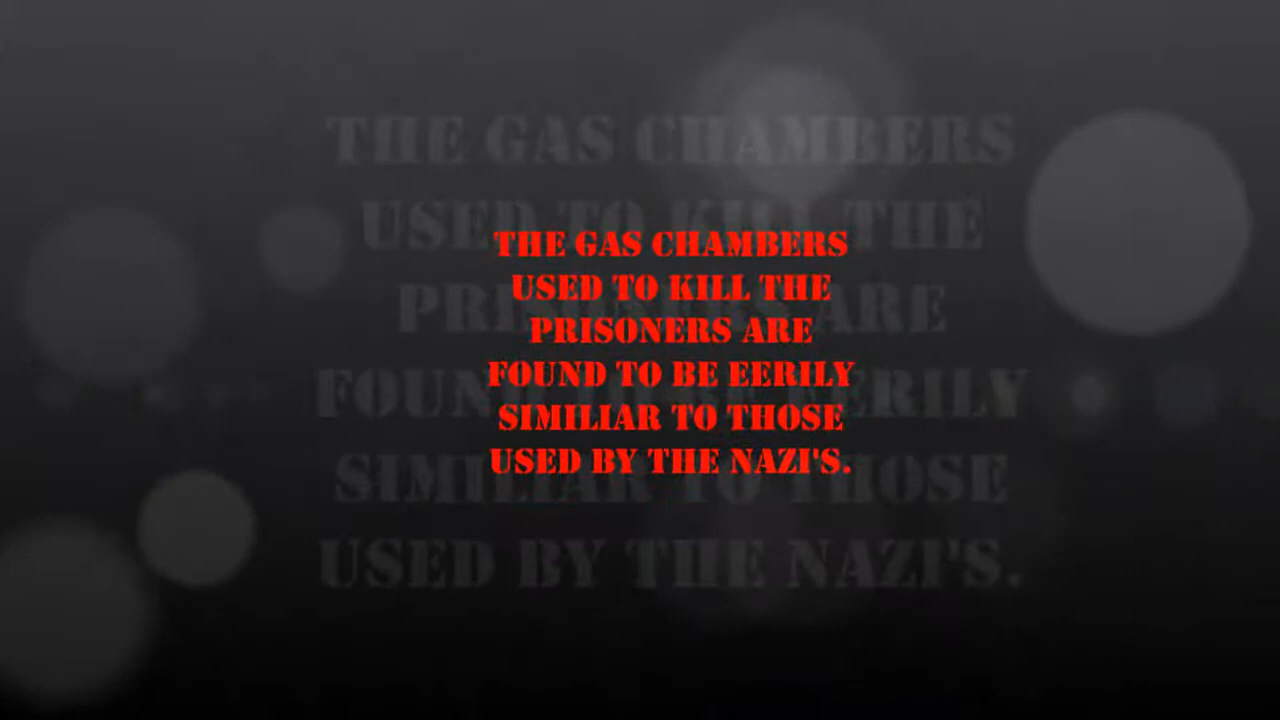 THE GAS CHAMBERS
USED TO KILL THE
PRISONERS ARE
FOUND TO BE EERILY
SIMILIAR TO THOSE
USED BY THE NAZI'S.